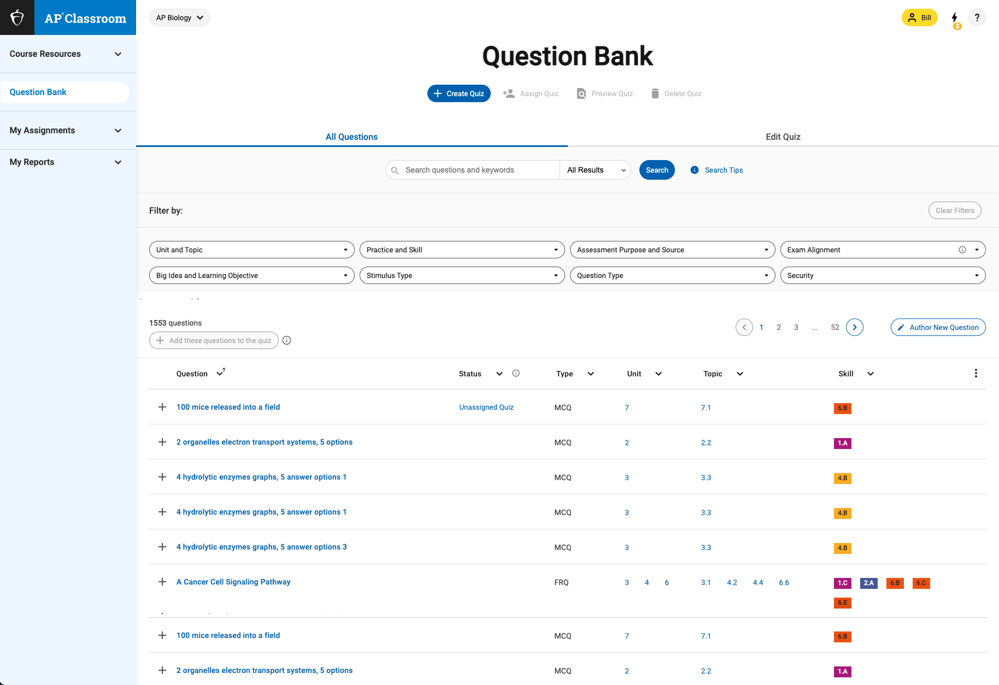 AP® Classroom
AP Biology
Bill
3
?
Course Resources
Question Bank
My Assignments
My Reports
Question Bank
Create Quiz
Assign Quiz
Preview Quiz
Delete Quiz
All Questions
Edit Quiz
Search questions and keywords
All Results
Search
Search Tips
Filter by:
Clear Filters
Unit and Topic
Practice and Skill
Assessment Purpose and Source
Exam Alignment
Big Idea and Learning Objective
Stimulus Type
Question Type
Security
1553 questions
1 2 3 ... 52
Author New Question
Add these questions to the quiz
Question Status Type Unit Topic Skill
100 mice released into a field Unassigned Quiz MCQ 7 7.1 6.B
2 organelles electron transport systems, 5 options MCQ 2 2.2 1.A
4 hydrolytic enzymes graphs, 5 answer options 1 MCQ 3 3.3 4.B
4 hydrolytic enzymes graphs, 5 answer options 1 MCQ 3 3.3 4.B
4 hydrolytic enzymes graphs, 5 answer options 3 MCQ 3 3.3 4.B
A Cancer Cell Signaling Pathway FRQ 3 4 6 3.1 4.2 4.4 6.6 1.C 2.A 6.B 6.C
6.E
100 mice released into a field MCQ 7 7.1 6.B
2 organelles electron transport systems, 5 options MCQ 2 2.2 1.A